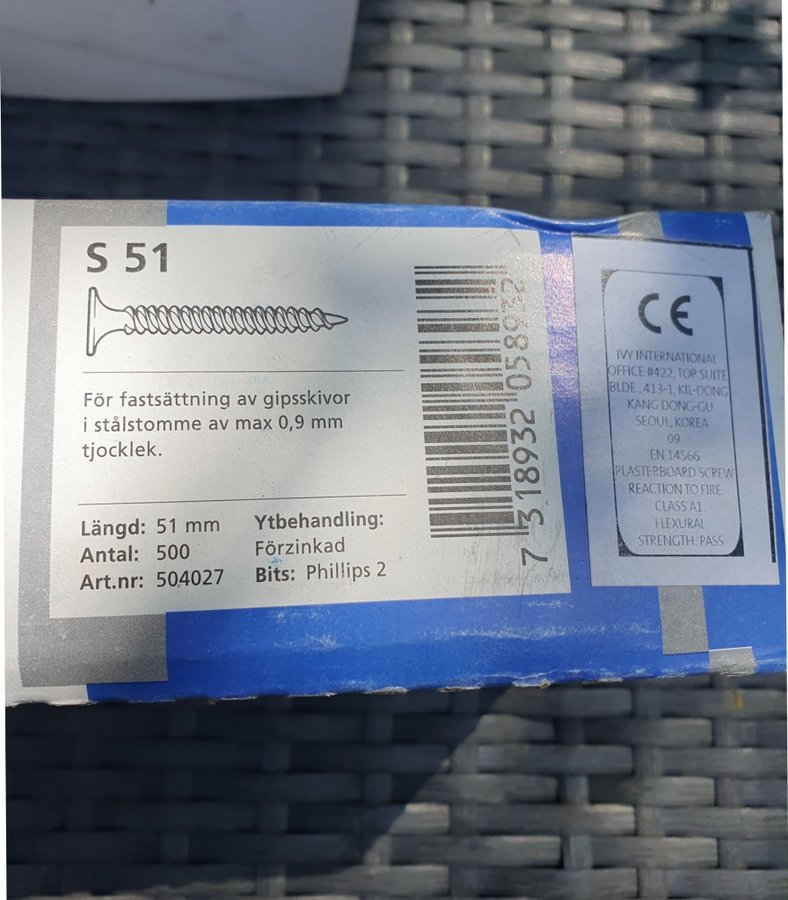 S 51
För fastsättning av gipsskivor
i stålstomme av max 0,9 mm
tjocklek.
Längd: 51 mm
Antal: 500
Art.nr: 504027
Ytbehandling:
Förzinkad
Bits: Phillips 2
7 318932 058932
CE
IVY INTERNATIONAL
OFFICE #422, TOP SUITE
BLDE., 413-1, KIL-DONG
KANG DONG-GU
SEOUL, KOREA
09
EN 14566
PLASTERBOARD SCREW
REACTION TO FIRE:
CLASS A1
FLEXURAL
STRENGTH: PASS